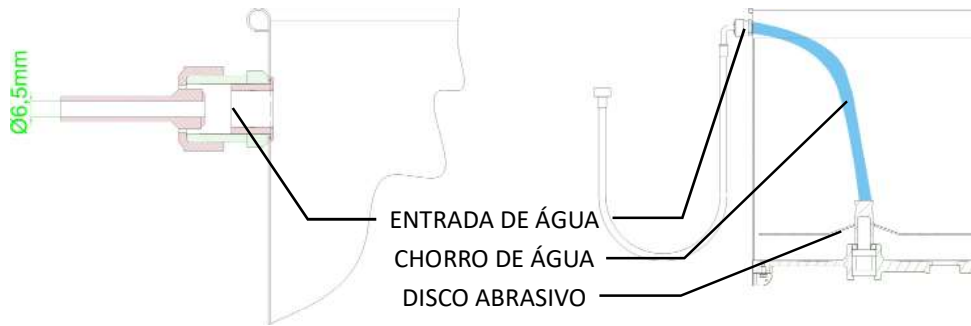 Ø6,5mm
ENTRADA DE ÁGUA
CHORRO DE ÁGUA
DISCO ABRASIVO